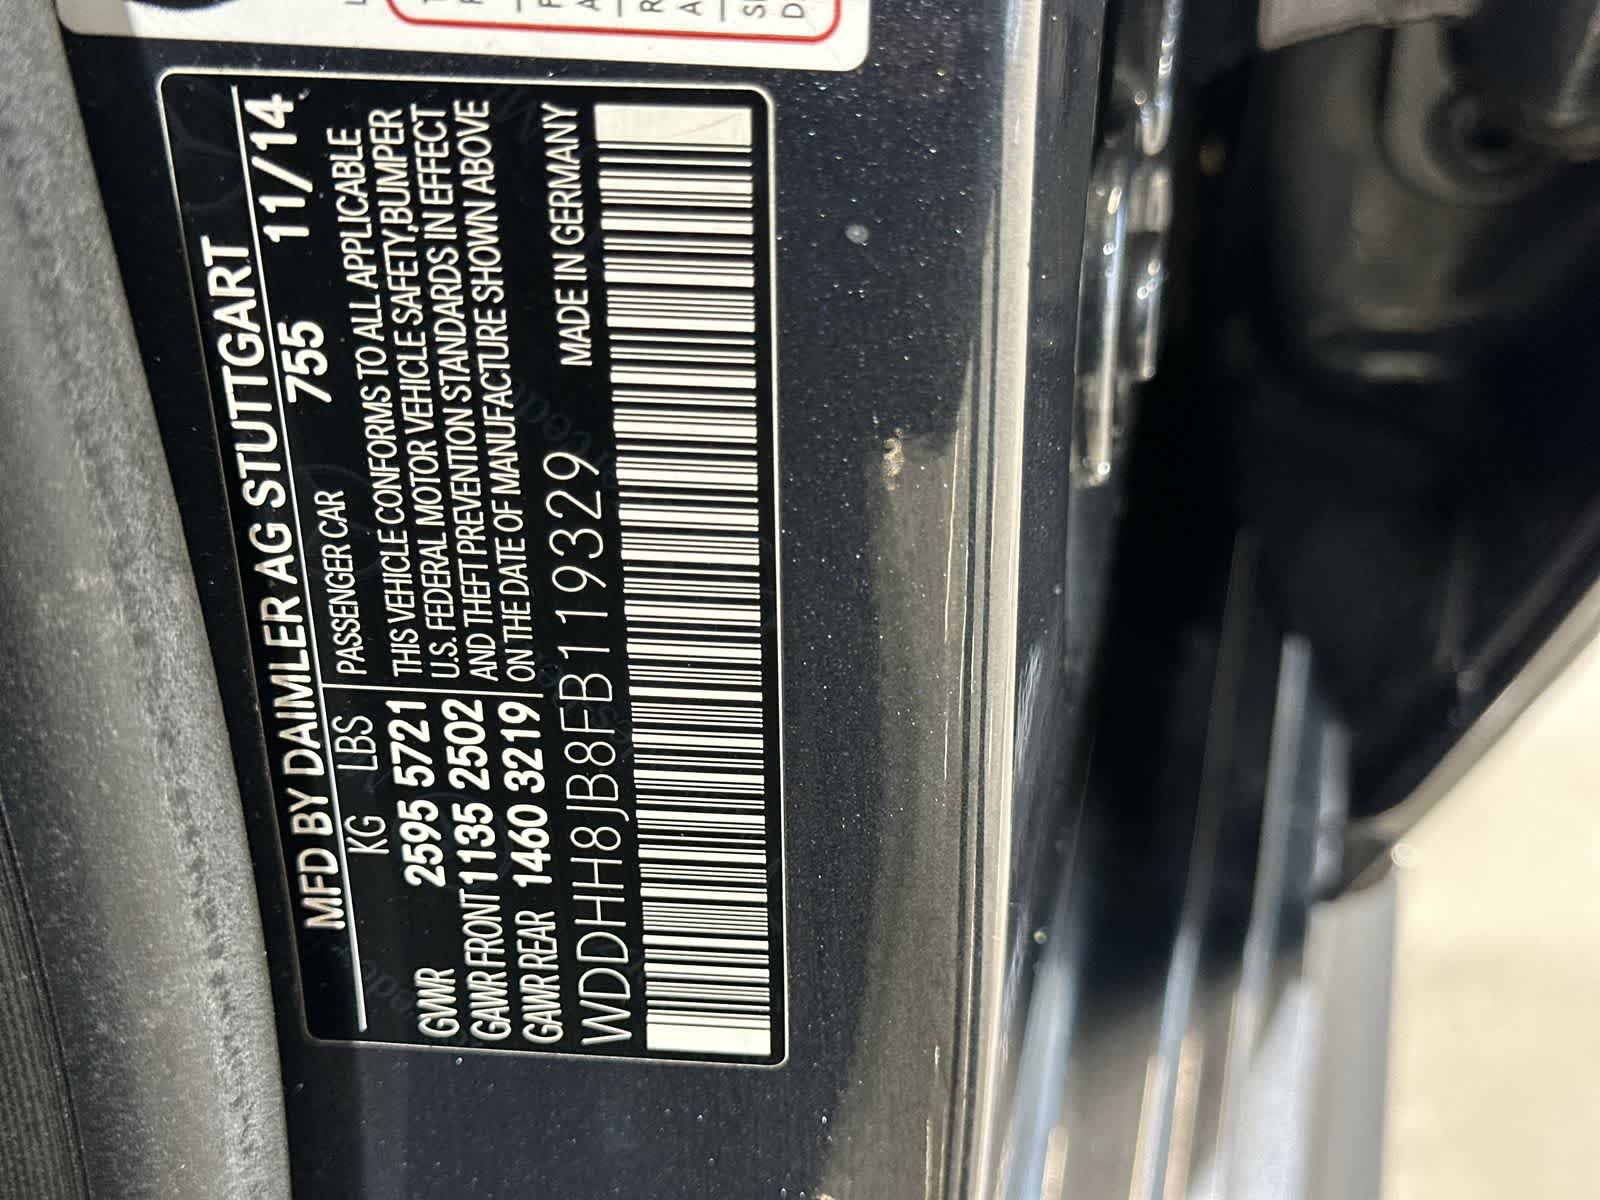 MFD BY DAIMLER AG STUTTGART
755 11/14
KG LBS
GVWR 2595 5721
GAWR FRONT 1135 2502
GAWR REAR 1460 3219
PASSENGER CAR
THIS VEHICLE CONFORMS TO ALL APPLICABLE
U.S. FEDERAL MOTOR VEHICLE SAFETY,BUMPER
AND THEFT PREVENTION STANDARDS IN EFFECT
ON THE DATE OF MANUFACTURE SHOWN ABOVE
WDDHH8JB8FB119329 MADE IN GERMANY